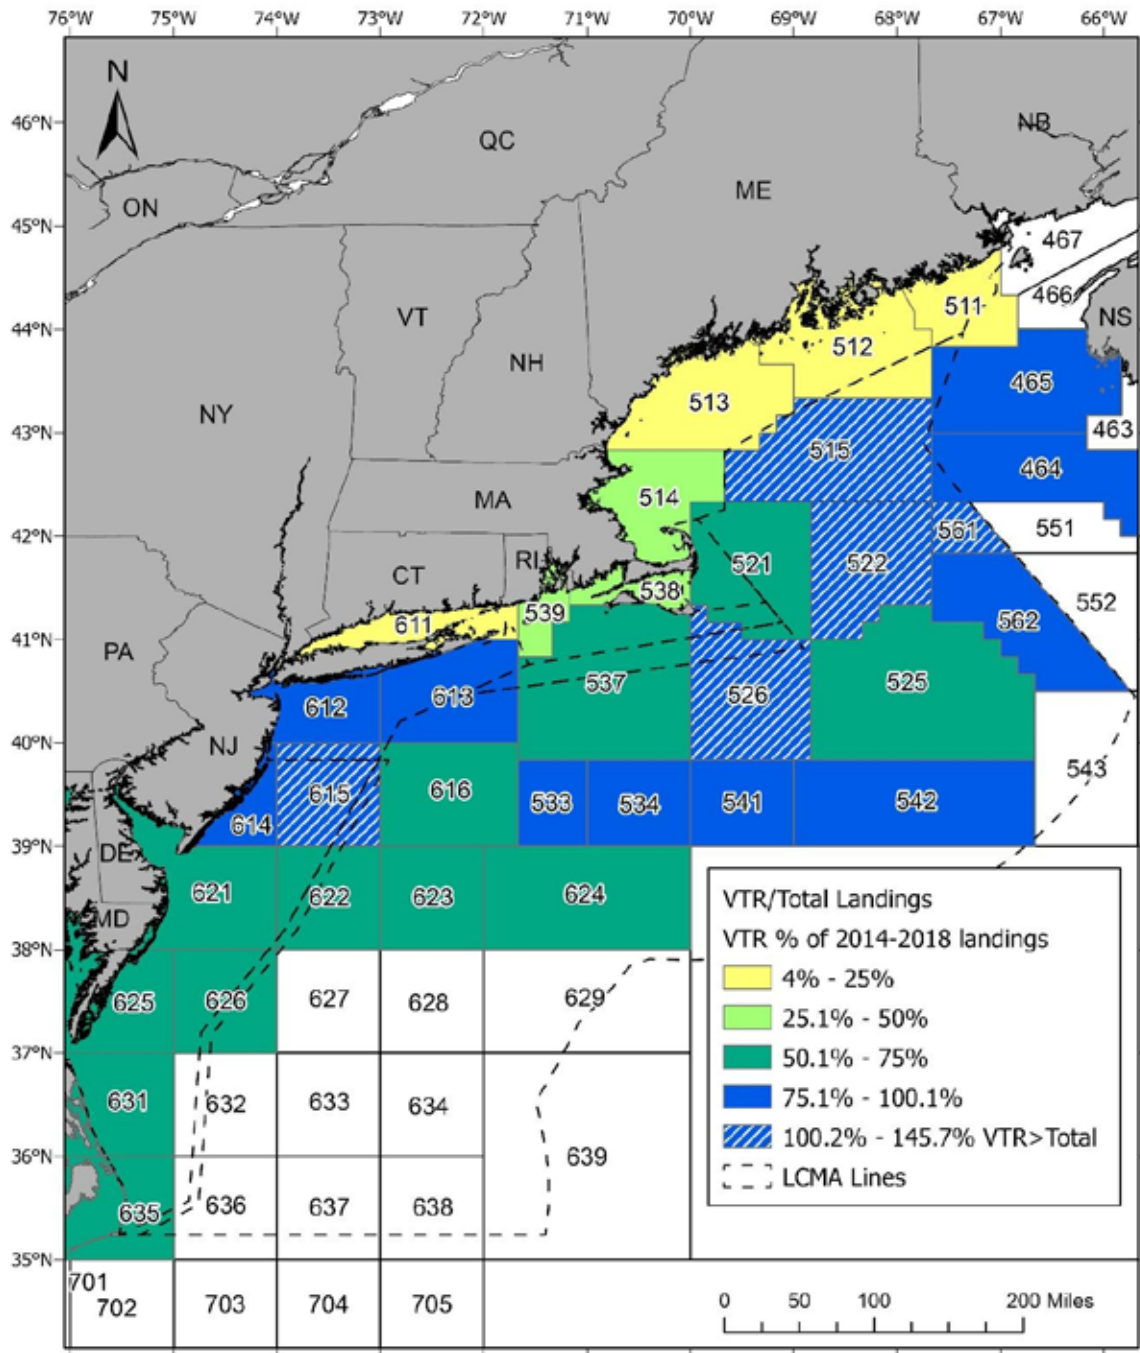 76°W 75°W 74°W 73°W 72°W 71°W 70°W 69°W 68°W 67°W 66°W
N
46°N
NB
QC
ME
ON
45°N
467
466
511
NS
VT
44°N
512
NH
465
513
NY
463
43°N
515
464
MA
514
42°N
551
561
RI
CT
521
522
538
552
539
611
562
41°N
PA
537
525
526
612
613
NJ
40°N
543
615
616
533
534
541
542
614
39°N
DE
621
622
623
624
MD
VTR/Total Landings
VTR % of 2014-2018 landings
4% - 25%
25.1% - 50%
50.1% - 75%
75.1% - 100.1%
100.2% - 145.7% VTR>Total
LCMA Lines
38°N
625
626
627
628
629
37°N
631
632
633
634
36°N
639
635
636
637
638
35°N
701
702
703
704
705
0 50 100 200 Miles